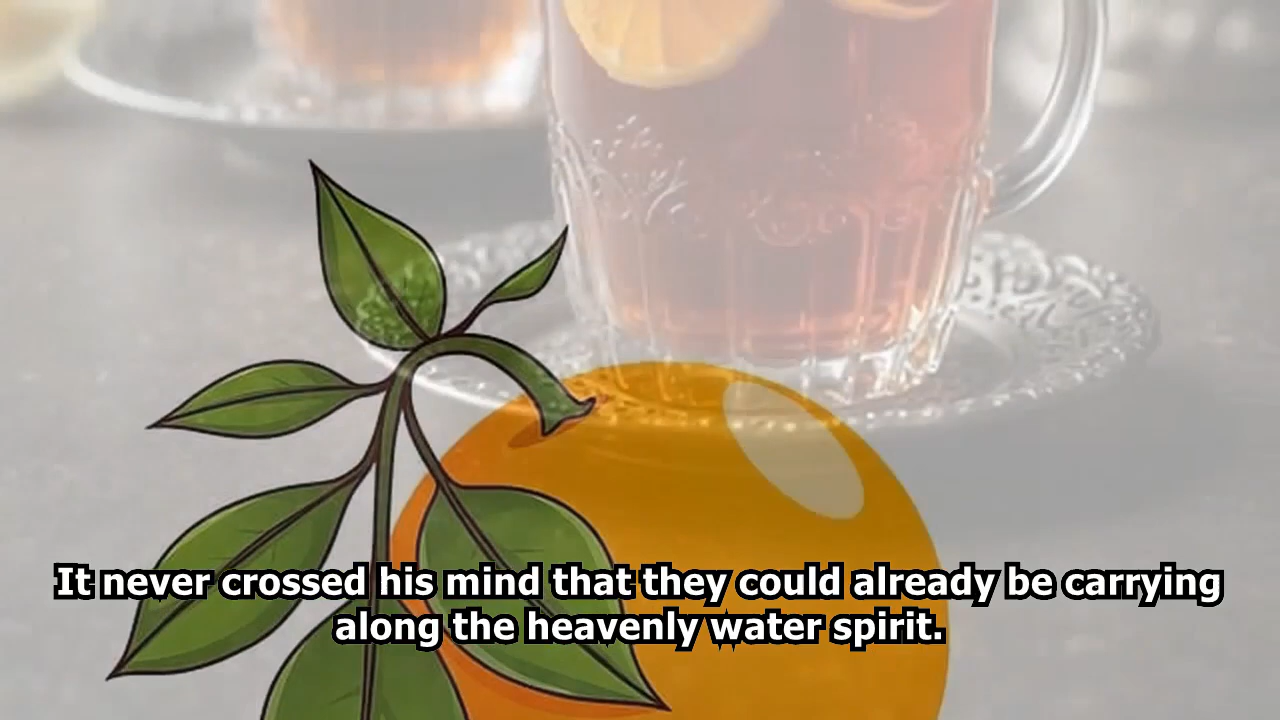 It never crossed his mind that they could already be carrying
along the heavenly water spirit.